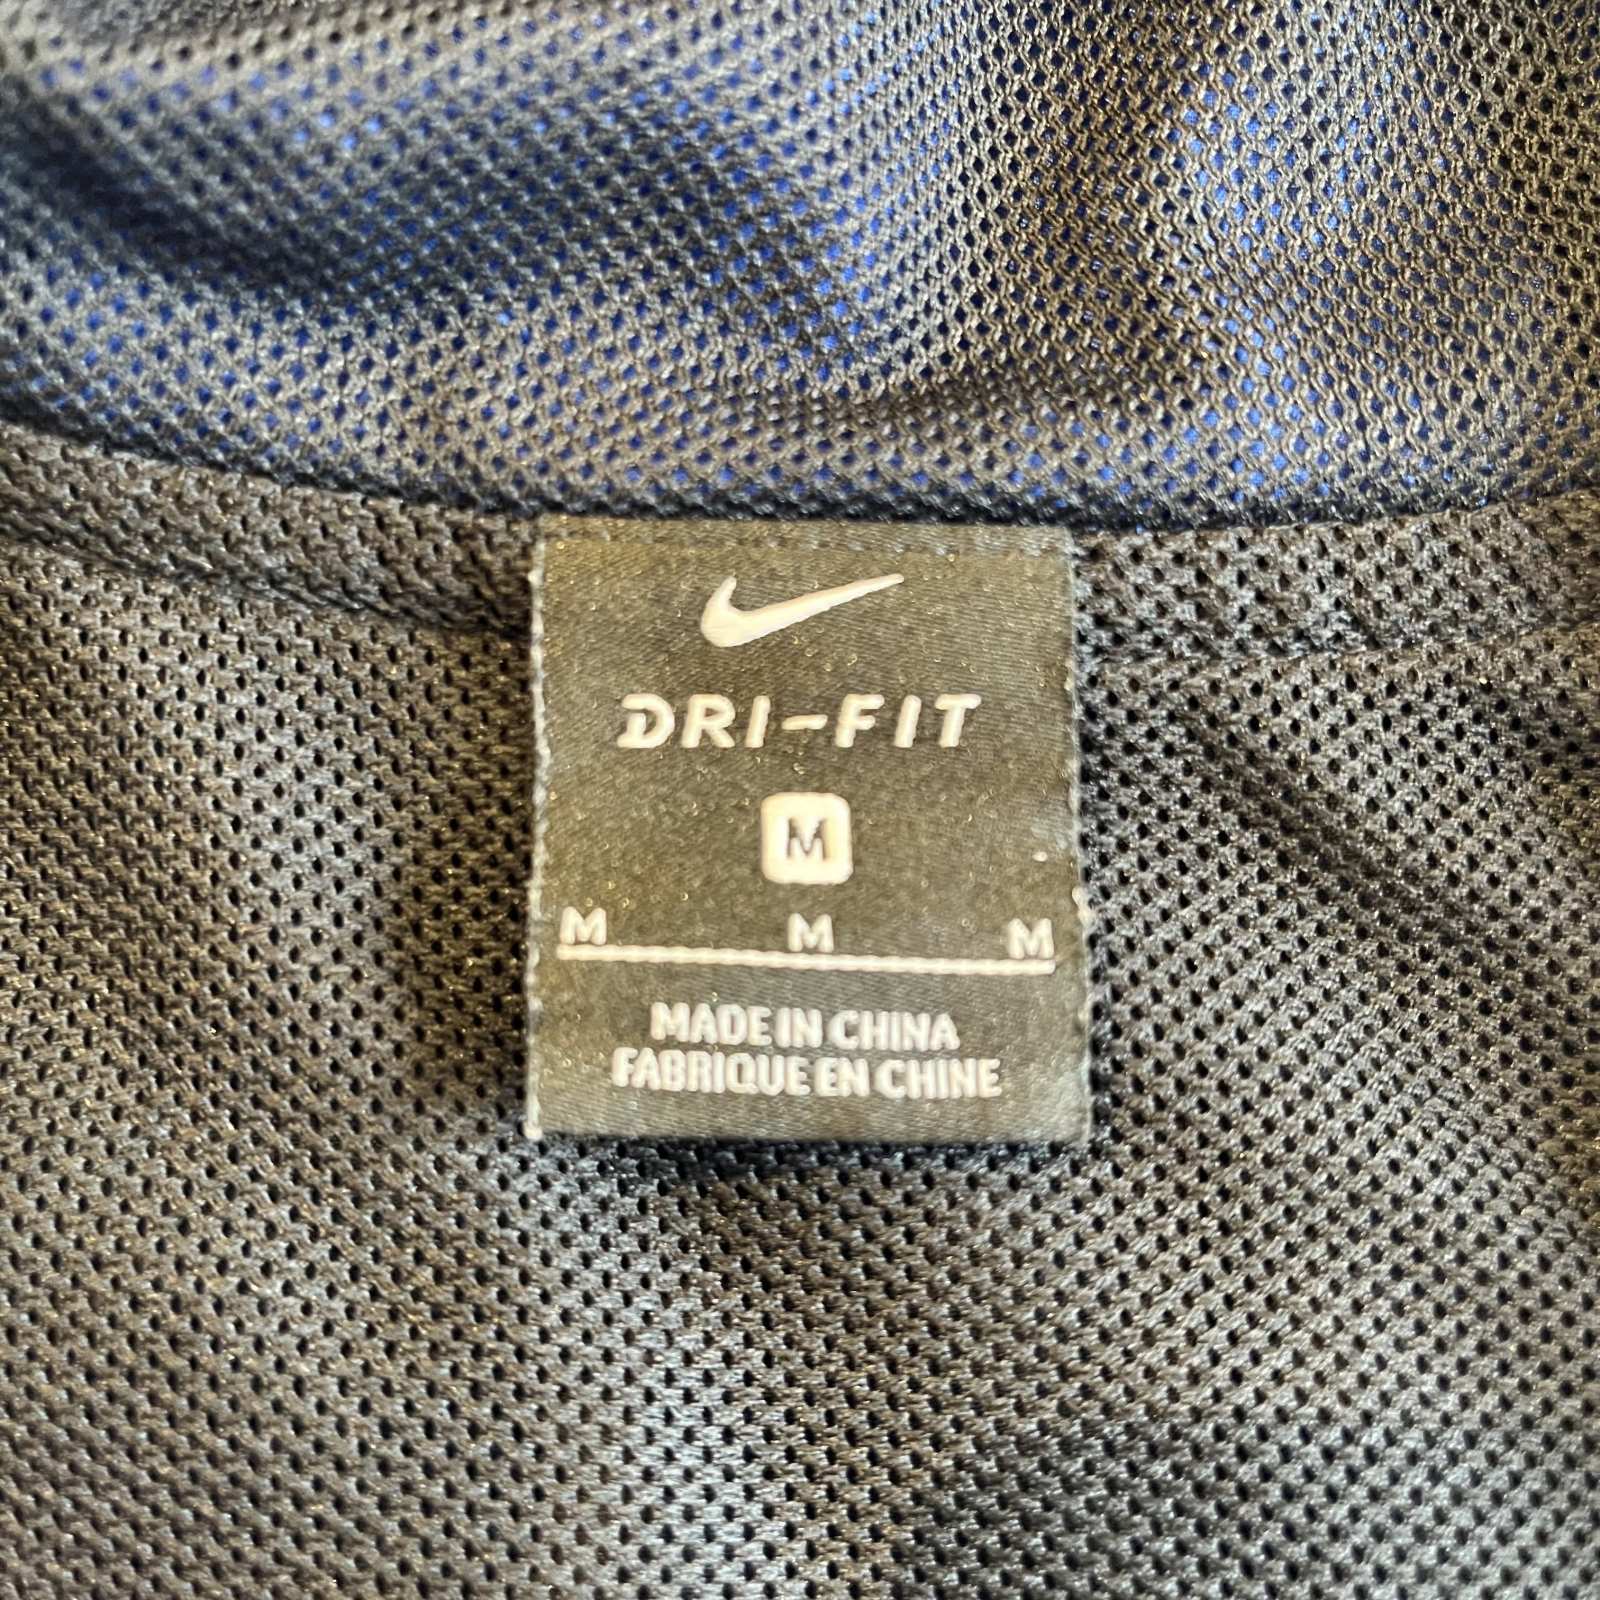 DRI-FIT
M
M M M
MADE IN CHINA
FABRIQUE EN CHINE